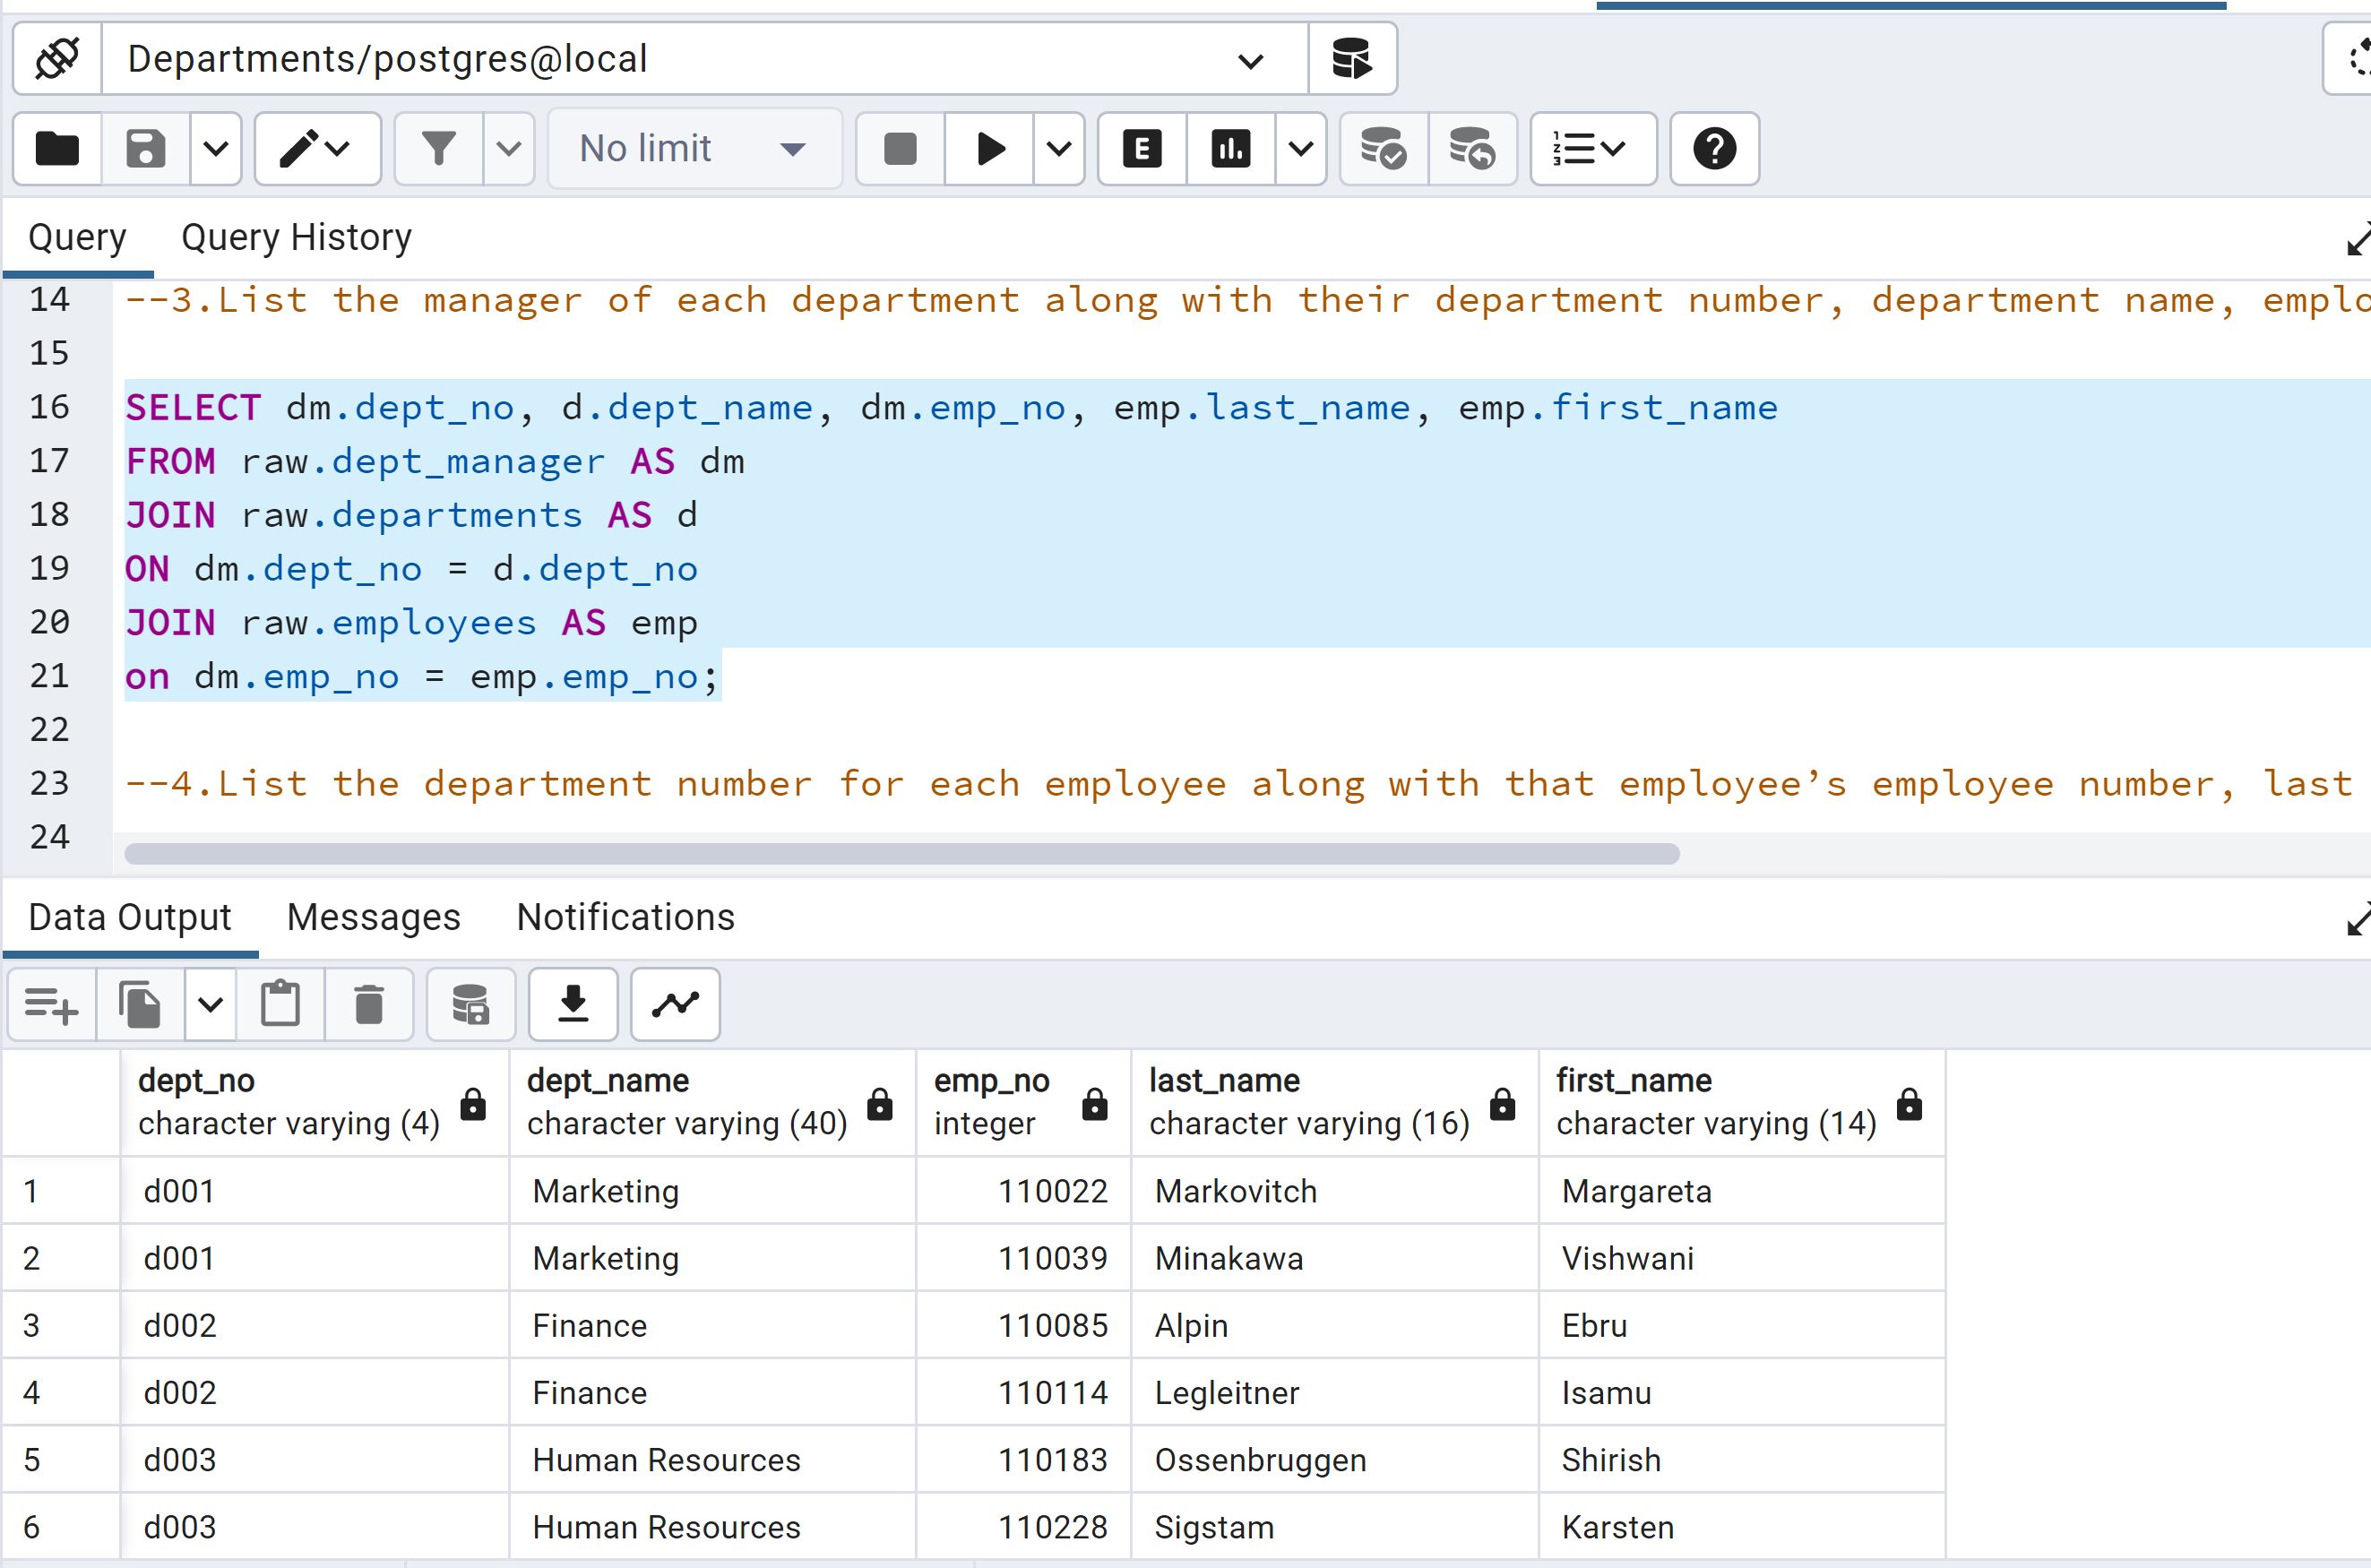 Departments/postgres@local
No limit
Query Query History
14 --3.List the manager of each department along with their department number, department name, emplo
15
16 SELECT dm.dept_no, d.dept_name, dm.emp_no, emp.last_name, emp.first_name
17 FROM raw.dept_manager AS dm
18 JOIN raw.departments AS d
19 ON dm.dept_no = d.dept_no
20 JOIN raw.employees AS emp
21 on dm.emp_no = emp.emp_no;
22
23 --4.List the department number for each employee along with that employee’s employee number, last
24
Data Output Messages Notifications
dept_no dept_name emp_no last_name first_name
character varying (4) character varying (40) integer character varying (16) character varying (14)
1 d001 Marketing 110022 Markovitch Margareta
2 d001 Marketing 110039 Minakawa Vishwani
3 d002 Finance 110085 Alpin Ebru
4 d002 Finance 110114 Legleitner Isamu
5 d003 Human Resources 110183 Ossenbruggen Shirish
6 d003 Human Resources 110228 Sigstam Karsten